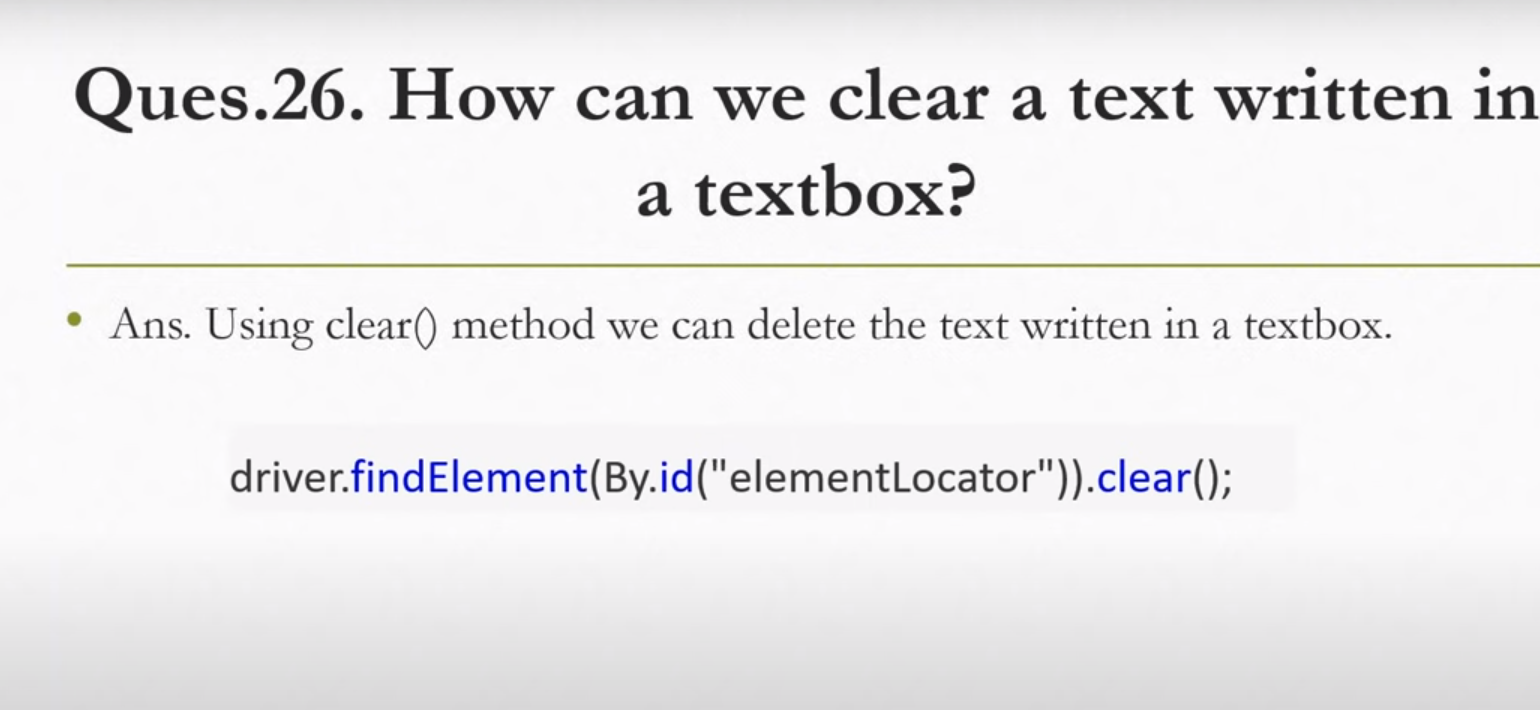 Ques.26. How can we clear a text written in
a textbox?
• Ans. Using clear() method we can delete the text written in a textbox.
driver.findElement(By.id("elementLocator")).clear();